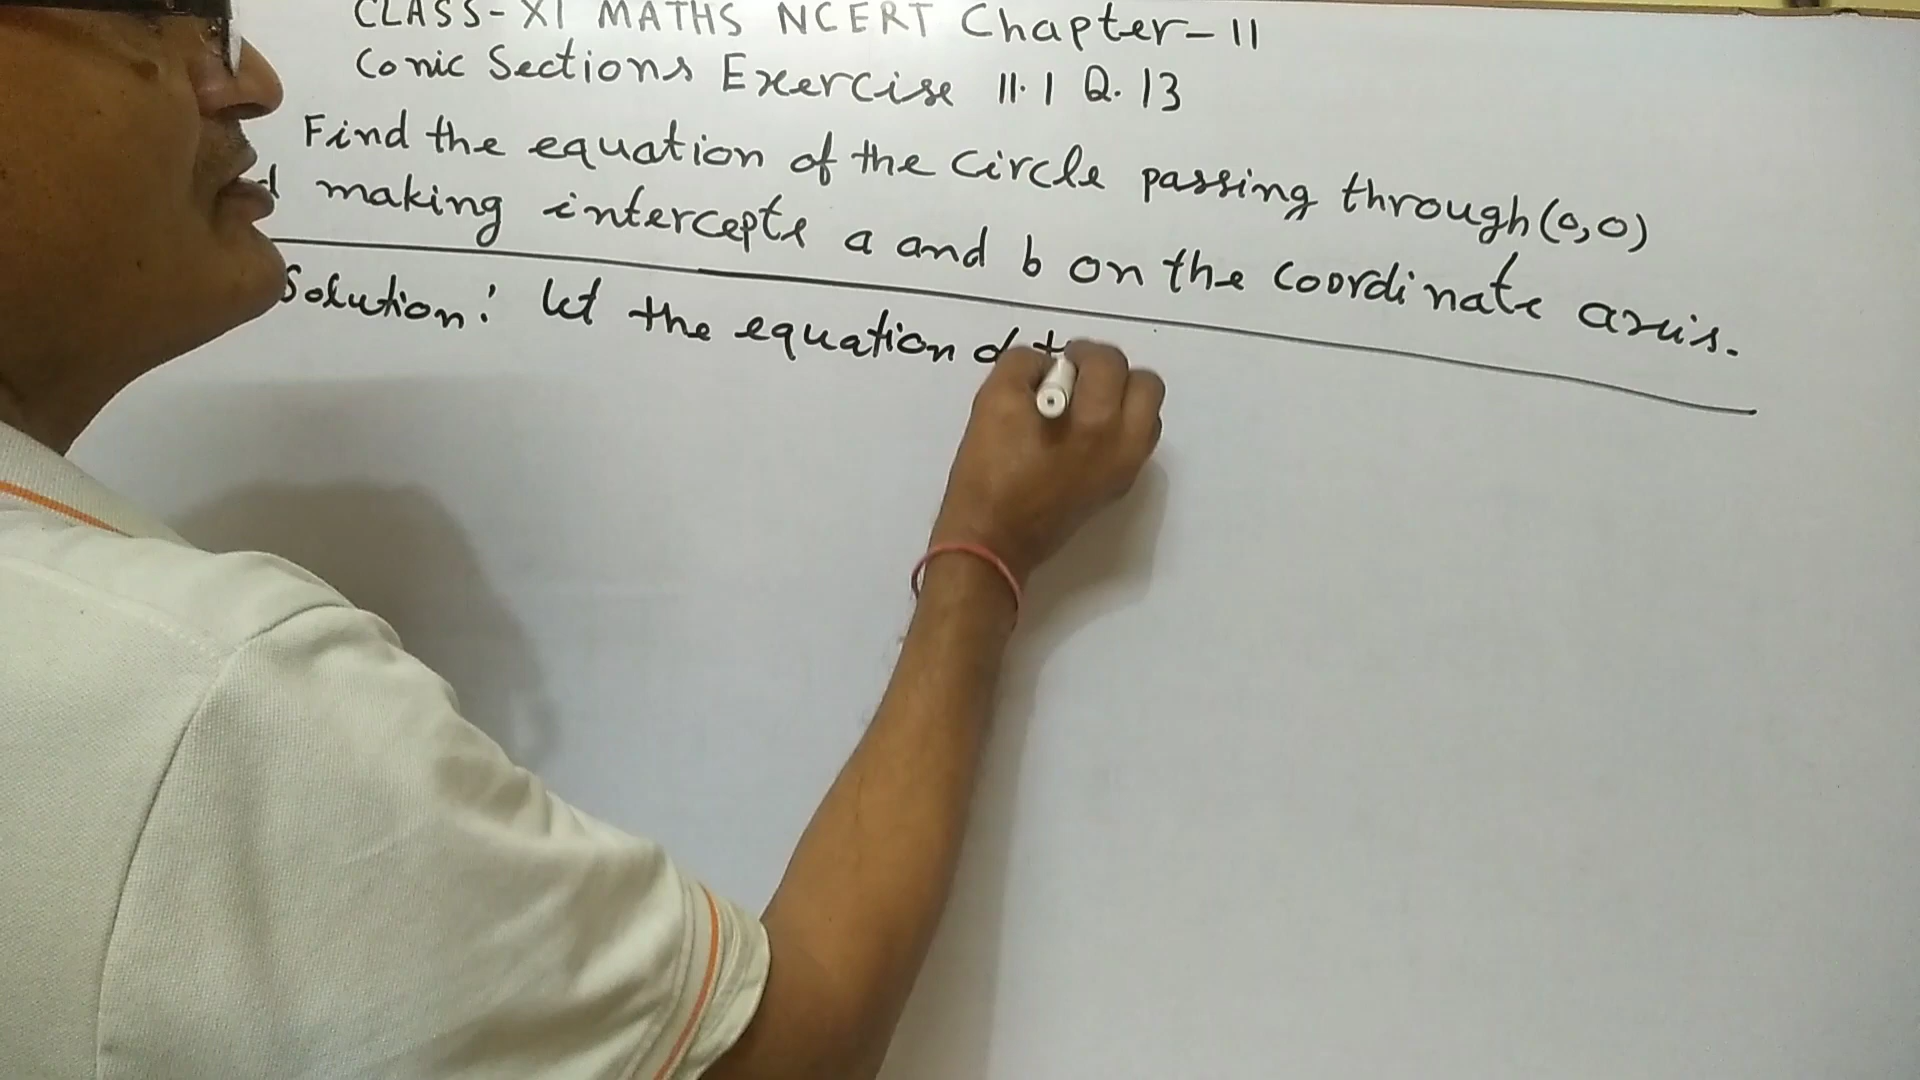 CLASS-XI MATHS NCERT Chapter-11
Conic Sections Exercise 11.1 Q.13
Find the equation of the circle passing through (0,0)
making intercepts a and b on the coordinate axis.
Solution: let the equation of